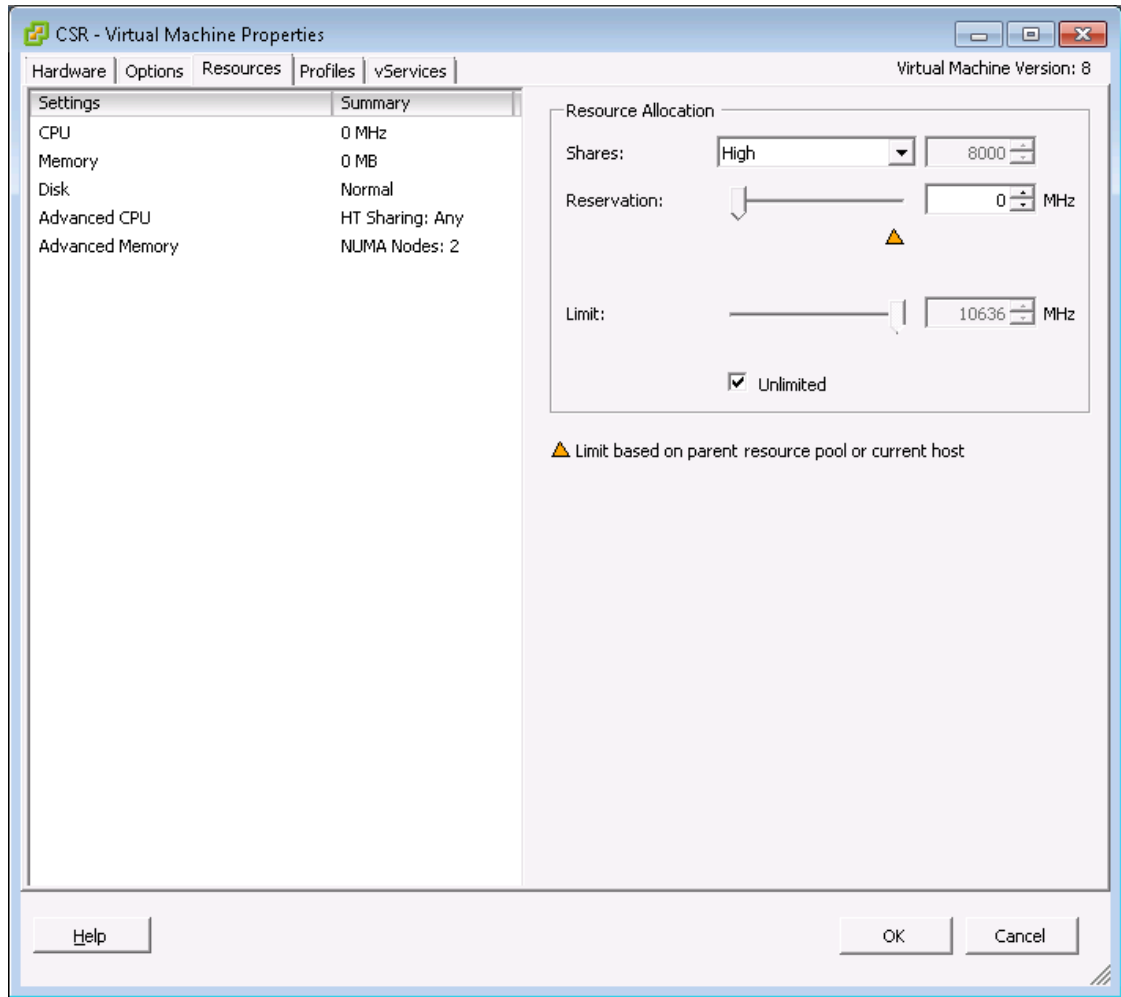 CSR - Virtual Machine Properties
Hardware Options Resources Profiles vServices Virtual Machine Version: 8
Settings Summary
CPU 0 MHz
Memory 0 MB
Disk Normal
Advanced CPU HT Sharing: Any
Advanced Memory NUMA Nodes: 2
Resource Allocation
Shares: High 8000
Reservation: 0 MHz
Limit: 10636 MHz
Unlimited
Limit based on parent resource pool or current host
Help OK Cancel